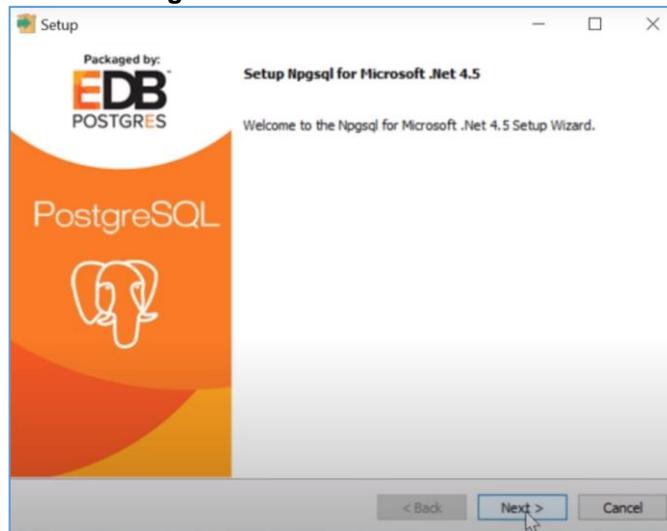 Setup
Packaged by:
EDB
POSTGRES
PostgreSQL
Setup Npgsql for Microsoft .Net 4.5
Welcome to the Npgsql for Microsoft .Net 4.5 Setup Wizard.
< Back
Next >
Cancel